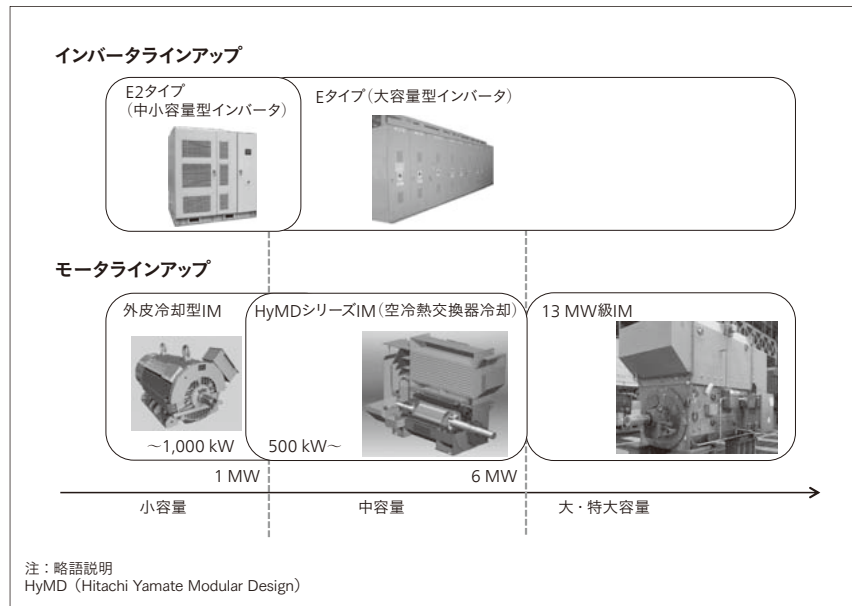 インバータラインアップ
E2タイプ
（中小容量型インバータ）
Eタイプ（大容量型インバータ）
モータラインアップ
外皮冷却型IM
HyMDシリーズIM（空冷熱交換器冷却）
13 MW級IM
～1,000 kW
500 kW～
1 MW
6 MW
小容量
中容量
大・特大容量
注：略語説明
HyMD（Hitachi Yamate Modular Design）